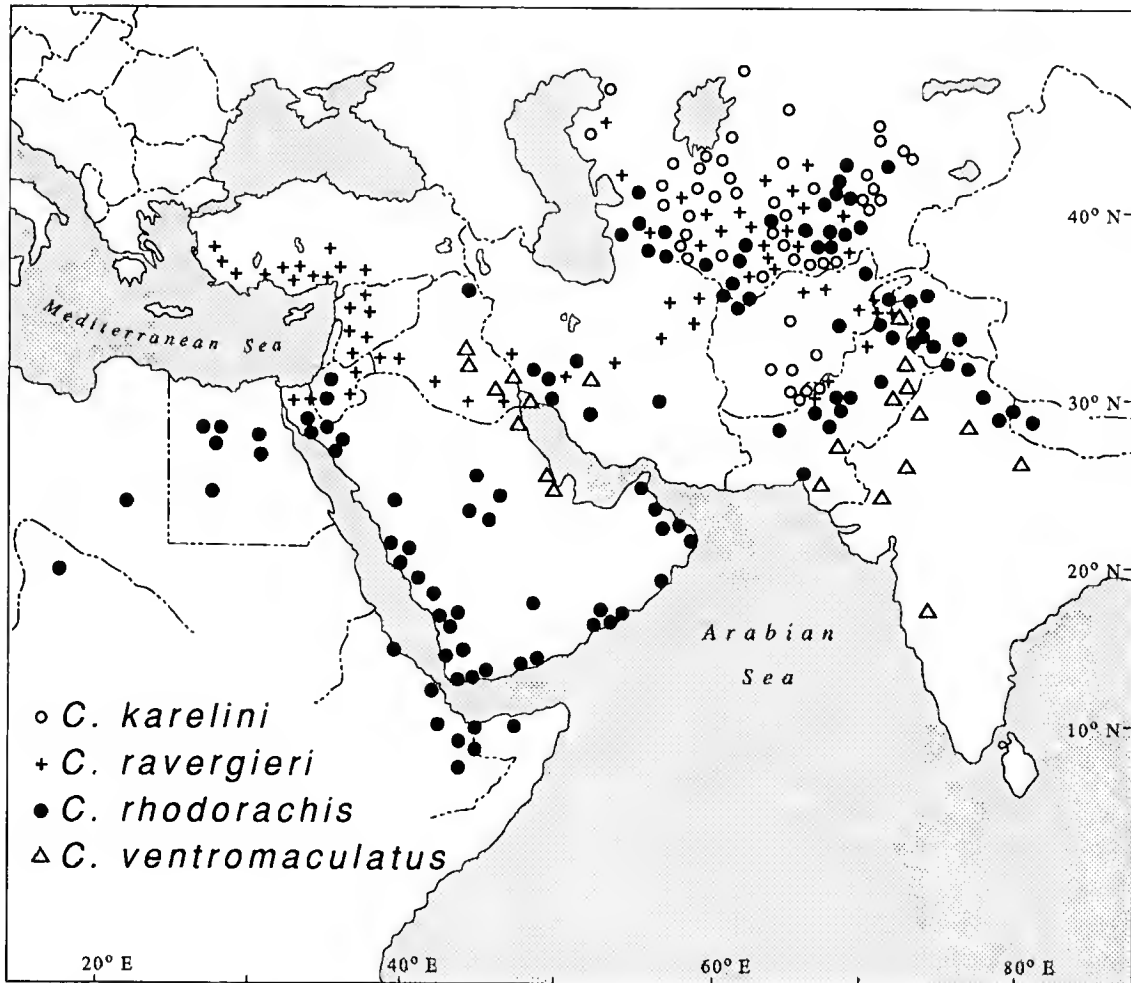 40° N
Mediterranean Sea
30° N
20° N
Arabian
Sea
10° N
C. karelini
C. ravergieri
C. rhodorachis
C. ventromaculatus
20° E
40° E
60° E
80° E